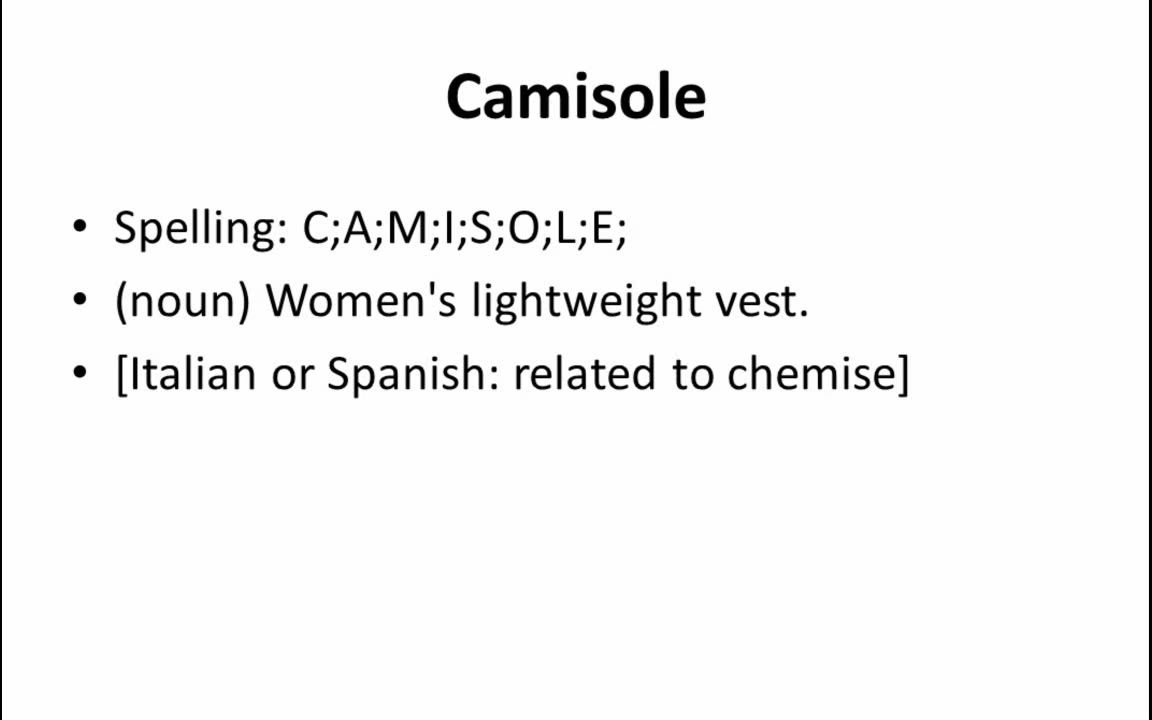 Camisole
• Spelling: C;A;M;I;S;O;L;E;
• (noun) Women's lightweight vest.
• [Italian or Spanish: related to chemise]